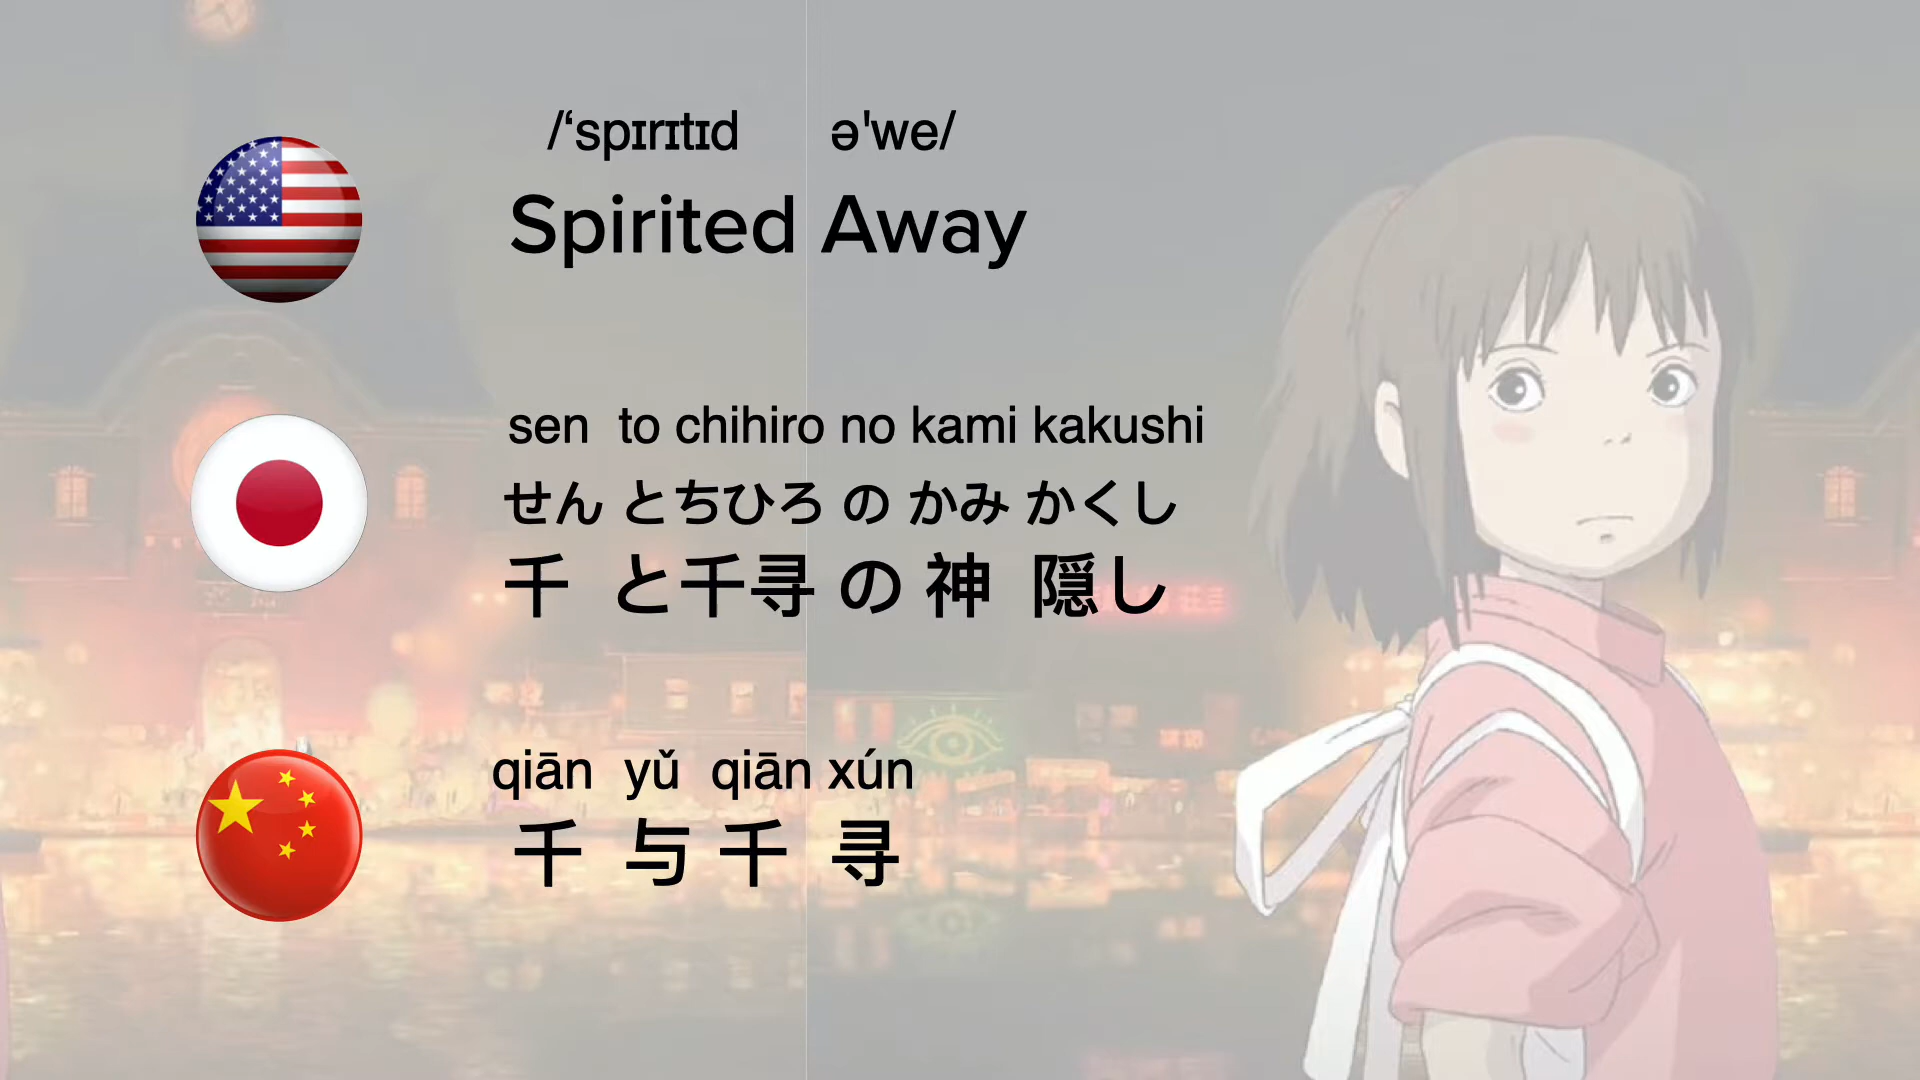 /‘spɪrɪtɪd ə'we/
Spirited Away
sen to chihiro no kami kakushi
せん とちひろ の かみ かくし
千 と千寻 の 神 隠し
qiān yǔ qiān xún
千 与 千 寻